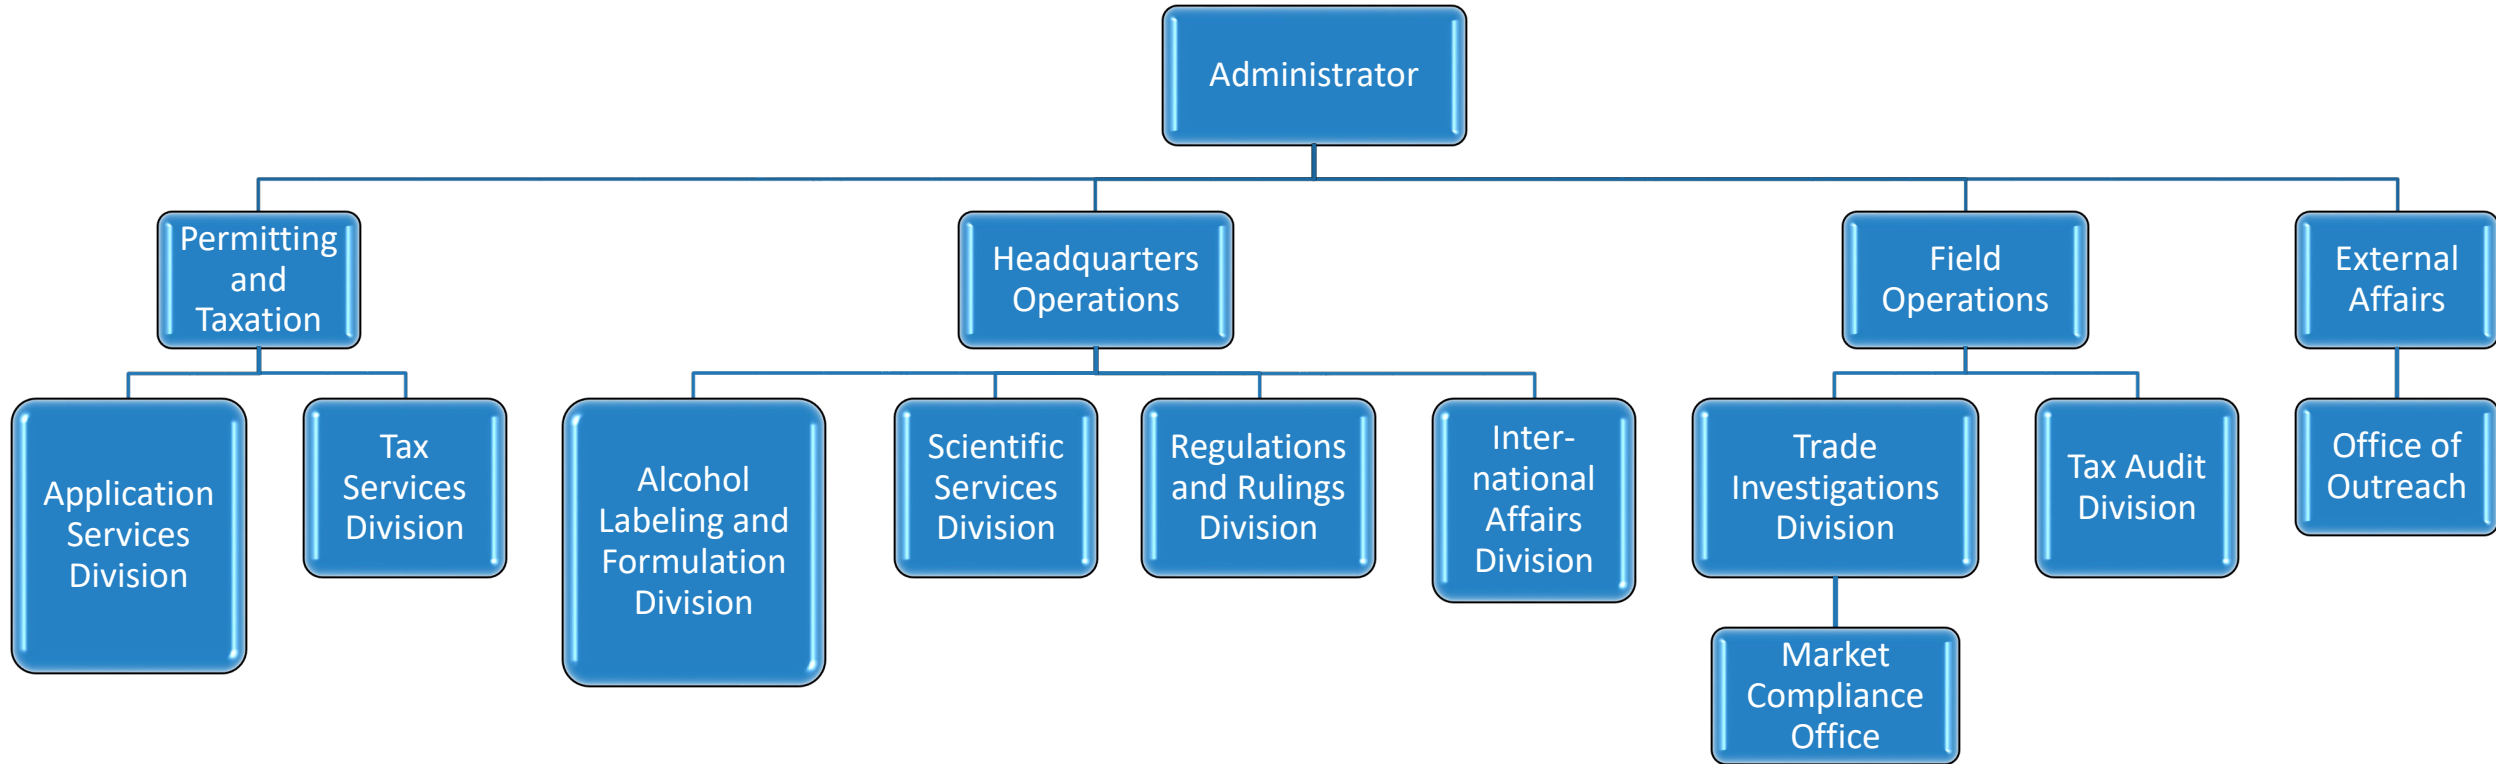 Administrator
Permitting
and
Taxation
Headquarters
Operations
Field
Operations
External
Affairs
Application
Services
Division
Tax
Services
Division
Alcohol
Labeling and
Formulation
Division
Scientific
Services
Division
Regulations
and Rulings
Division
Inter-
national
Affairs
Division
Trade
Investigations
Division
Tax Audit
Division
Office of
Outreach
Market
Compliance
Office